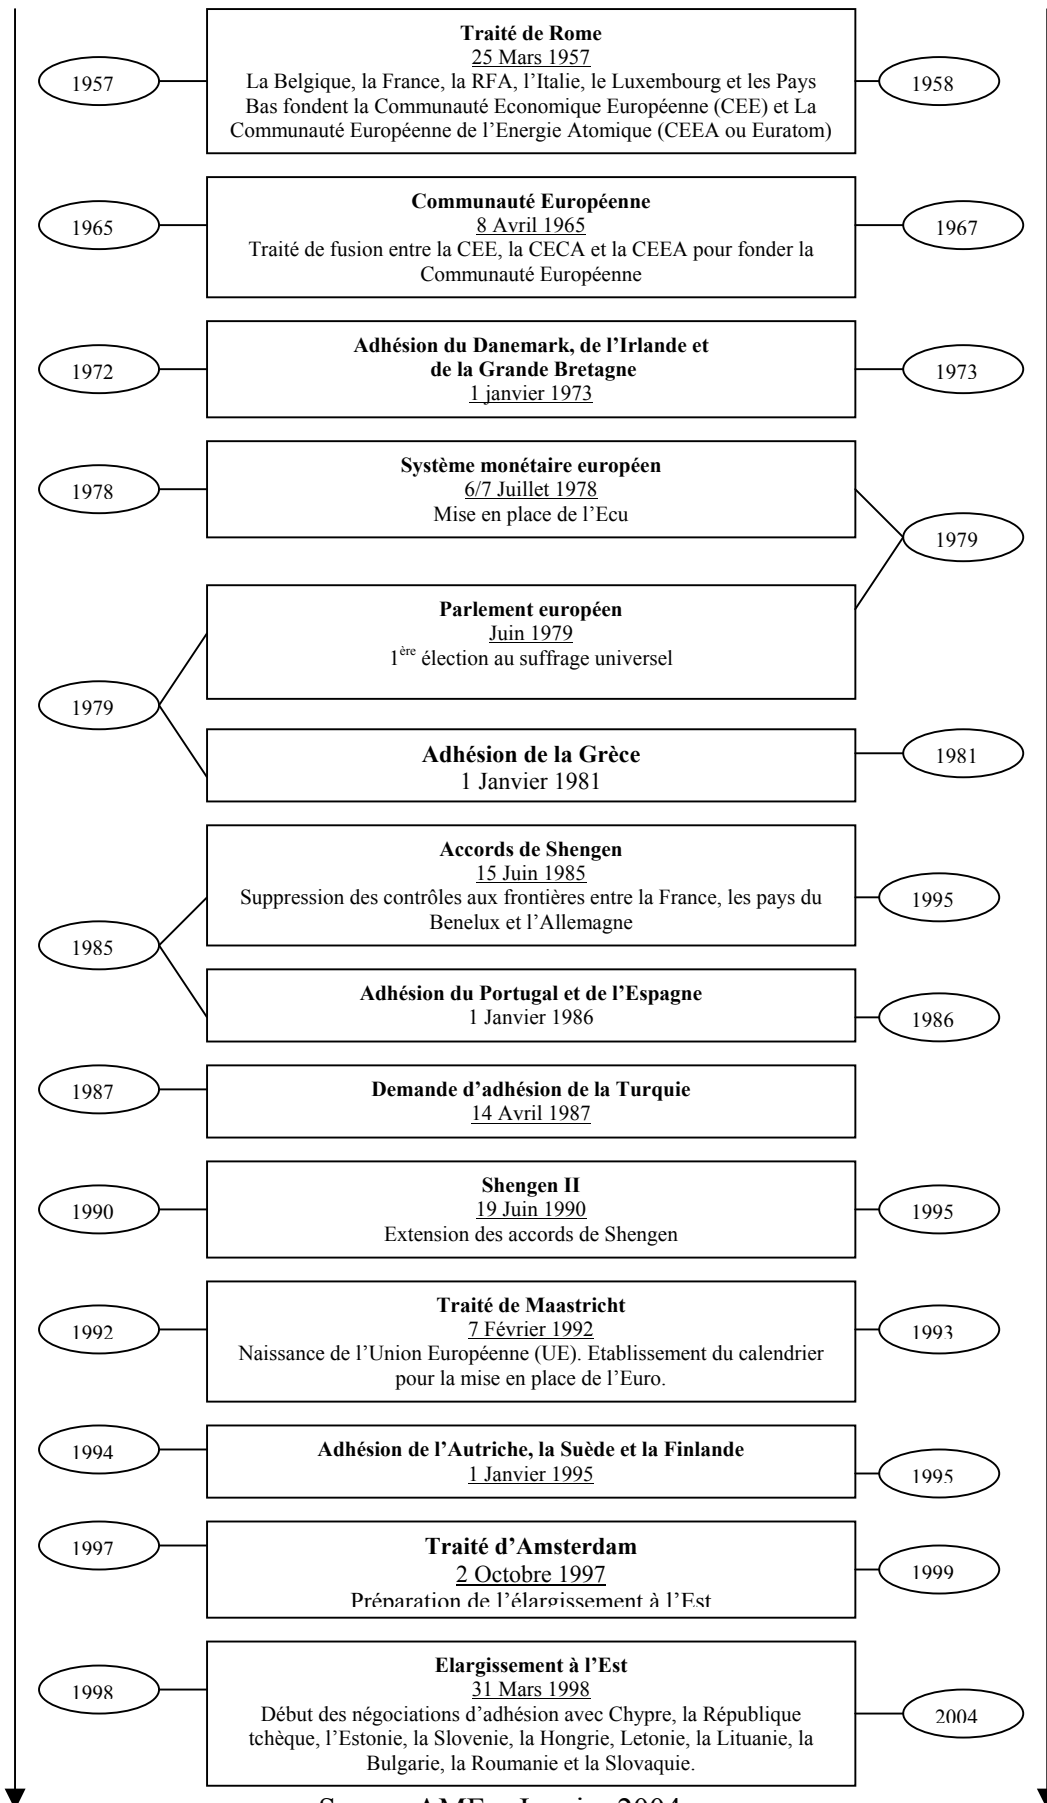 Traité de Rome
25 Mars 1957
1957
La Belgique, la France, la RFA, l'Italie, le Luxembourg et les Pays
1958
Bas fondent la Communauté Economique Européenne (CEE) et La
Communauté Européenne de l'Energie Atomique (CEEA ou Euratom)
Communauté Européenne
8 Avril 1965
1965
1967
Traité de fusion entre la CEE, la CECA et la CEEA pour fonder la
Communauté Européenne
Adhésion du Danemark, de l'Irlande et
de la Grande Bretagne
1972
1973
1 janvier 1973
Système monétaire européen
6/7 Juillet 1978
1978
Mise en place de l'Ecu
1979
Parlement européen
Juin 1979
1ère élection au suffrage universel
1979
Adhésion de la Grèce
1981
1 Janvier 1981
Accords de Shengen
15 Juin 1985
Suppression des contrôles aux frontières entre la France, les pays du
1995
Benelux et l'Allemagne
1985
Adhésion du Portugal et de l'Espagne
1 Janvier 1986
1986
1987
Demande d'adhésion de la Turquie
14 Avril 1987
Shengen II
1990
19 Juin 1990
1995
Extension des accords de Shengen
Traité de Maastricht
1992
7 Février 1992
1993
Naissance de l'Union Européenne (UE). Etablissement du calendrier
pour la mise en place de l'Euro.
1994
Adhésion de l'Autriche, la Suède et la Finlande
1 Janvier 1995
1995
1997
Traité d'Amsterdam
2 Octobre 1997
1999
Préparation de l'élargissement à l'Est
Elargissement à l'Est
1998
31 Mars 1998
Début des négociations d'adhésion avec Chypre, la République
2004
tchèque, l'Estonie, la Slovenie, la Hongrie, Letonie, la Lituanie, la
Bulgarie, la Roumanie et la Slovaquie.
Janvier 2004